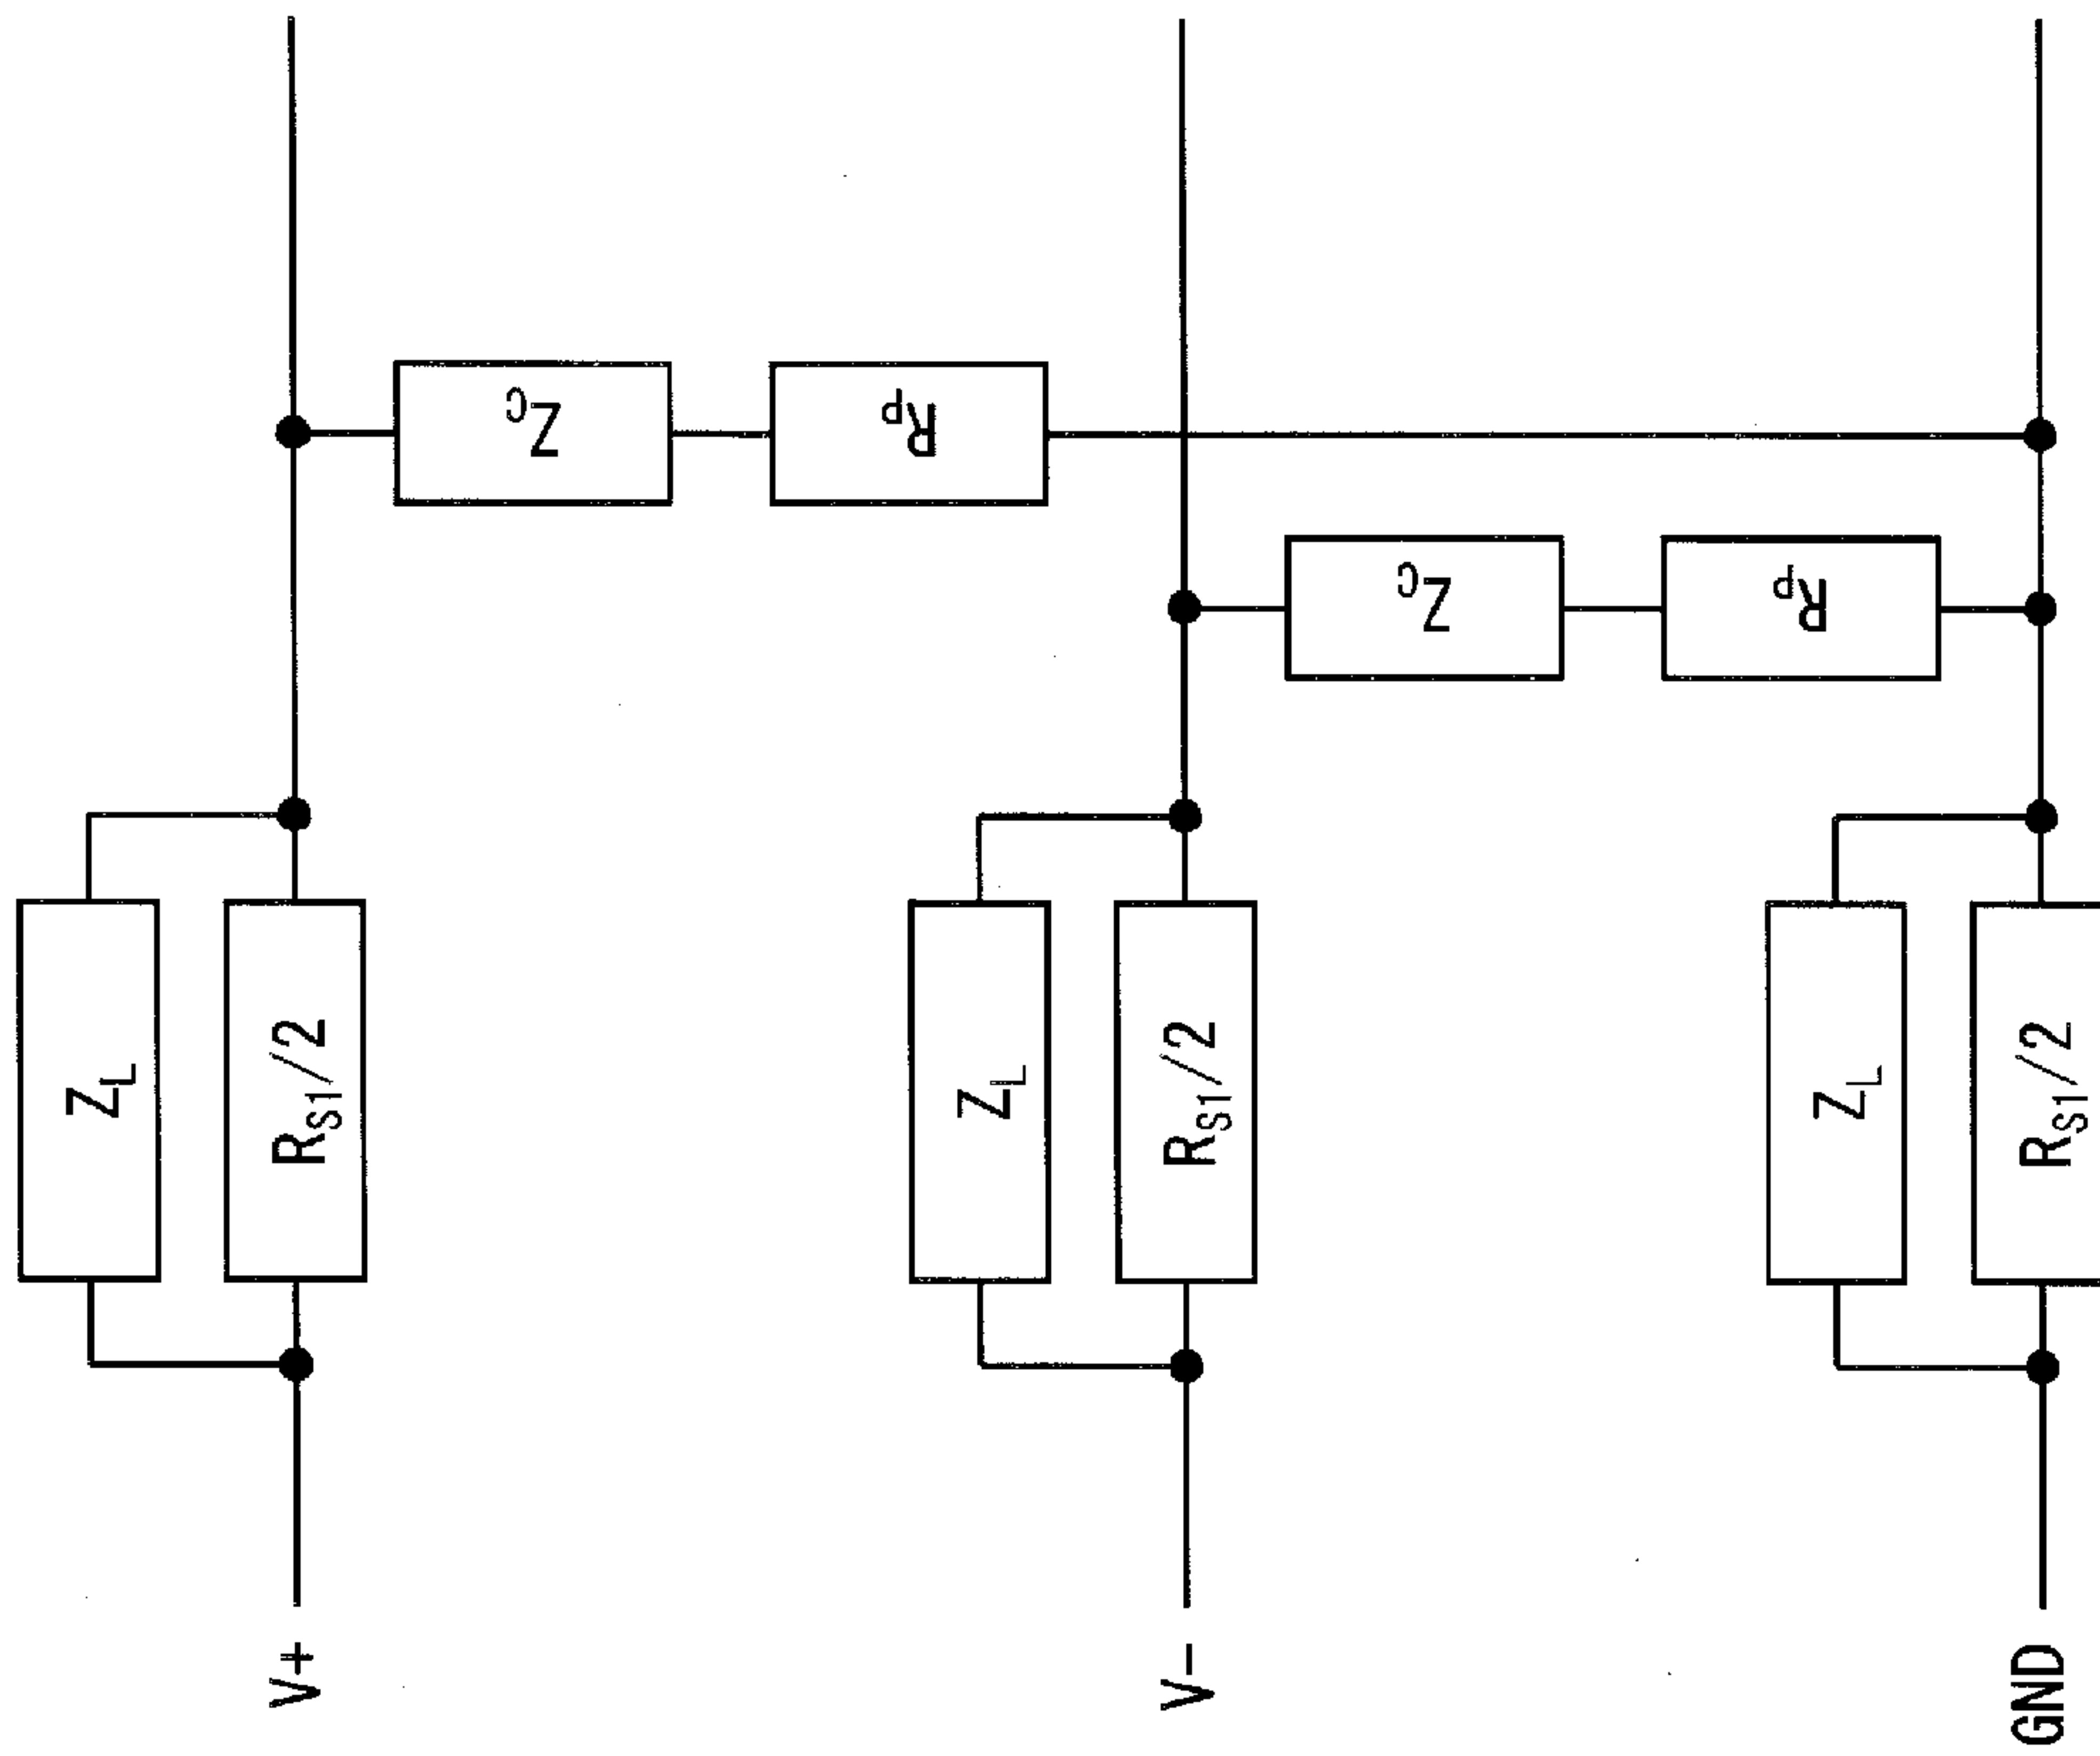 Z_L
R_S1/2
V+
Z_C
R_P
Z_L
R_S1/2
V-
Z_C
R_P
Z_L
R_S1/2
GND